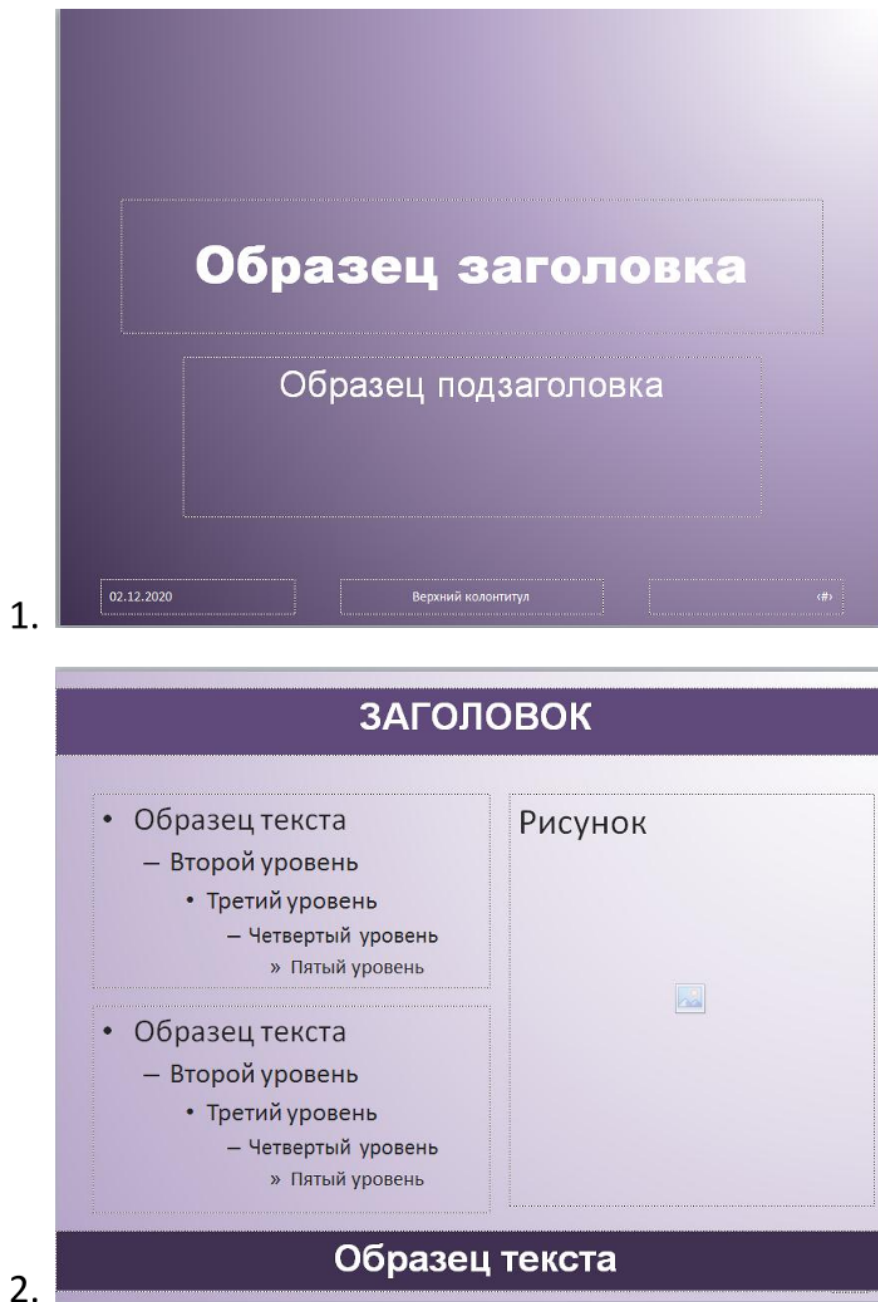 Образец заголовка
Образец подзаголовка
02.12.2020 Верхний колонтитул ‹#›
1.
ЗАГОЛОВОК
• Образец текста
– Второй уровень
• Третий уровень
– Четвертый уровень
» Пятый уровень
Рисунок
• Образец текста
– Второй уровень
• Третий уровень
– Четвертый уровень
» Пятый уровень
Образец текста
2.